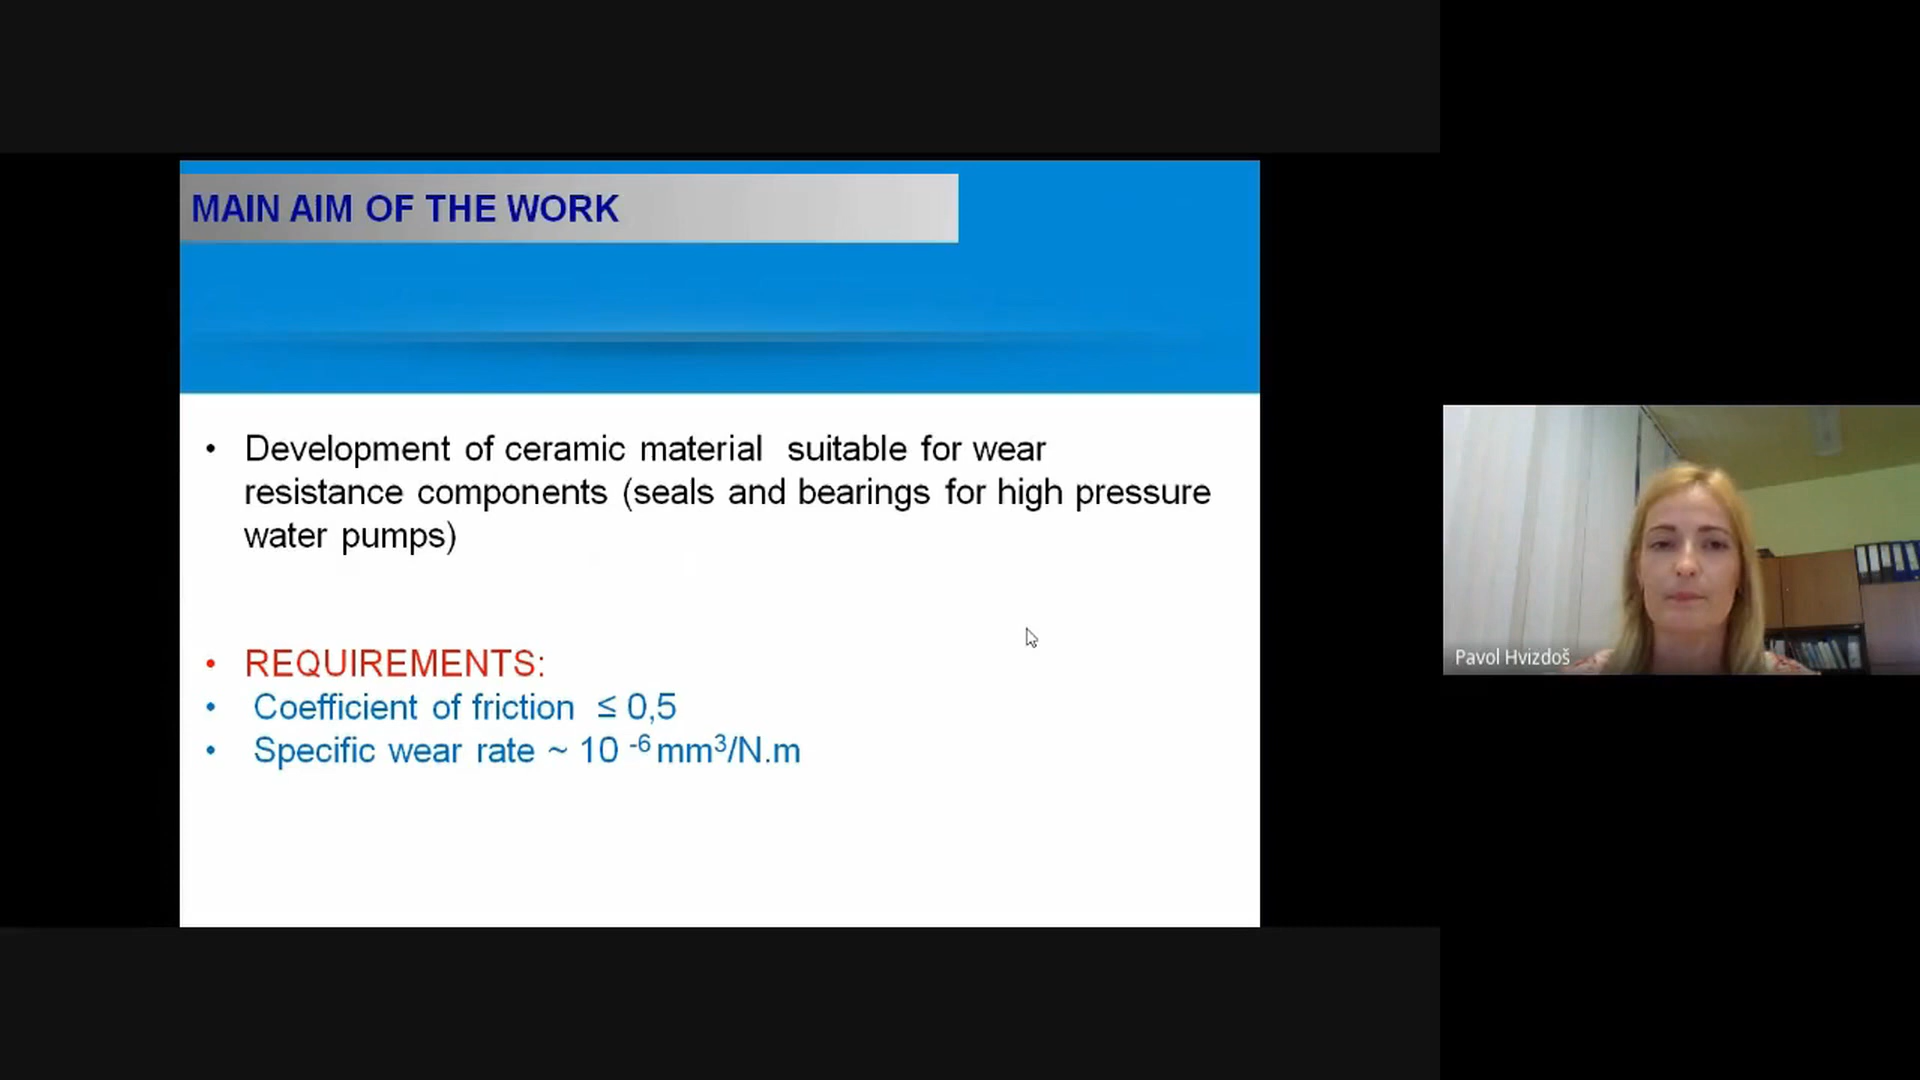 MAIN AIM OF THE WORK
• Development of ceramic material suitable for wear
resistance components (seals and bearings for high pressure
water pumps)
• REQUIREMENTS:
• Coefficient of friction ≤ 0,5
• Specific wear rate ~ 10 -6 mm³/N.m
Pavol Hvizdoš